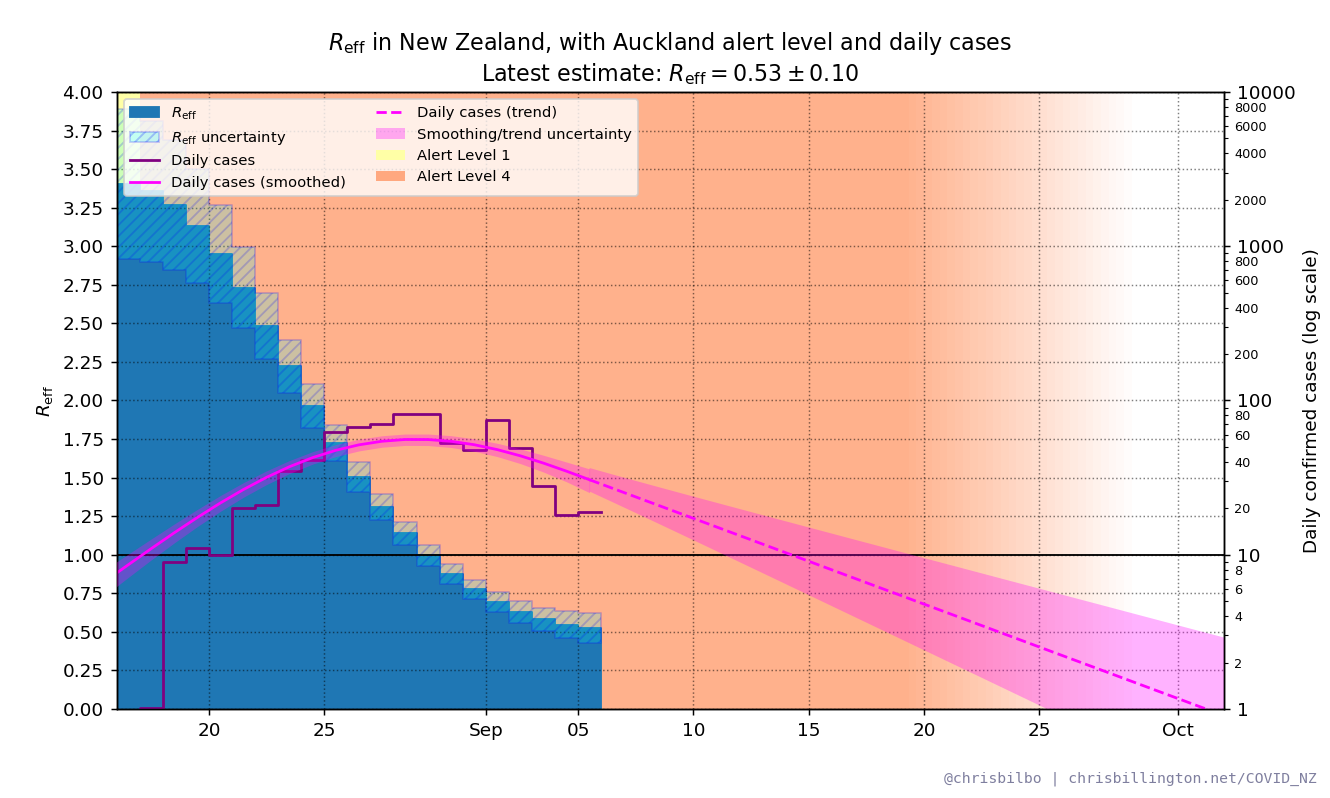 Reff in New Zealand, with Auckland alert level and daily cases
Latest estimate: Reff = 0.53 ± 0.10
Reff
Reff uncertainty
Daily cases
Daily cases (smoothed)
Daily cases (trend)
Smoothing/trend uncertainty
Alert Level 1
Alert Level 4
4.00
3.75
3.50
3.25
3.00
2.75
2.50
2.25
2.00
1.75
1.50
1.25
1.00
0.75
0.50
0.25
0.00
Reff
10000
8000
6000
4000
2000
1000
800
600
400
200
100
80
60
40
20
10
8
6
4
2
1
Daily confirmed cases (log scale)
20 25 Sep 05 10 15 20 25 Oct
@chrisbilbo | chrisbillington.net/COVID_NZ